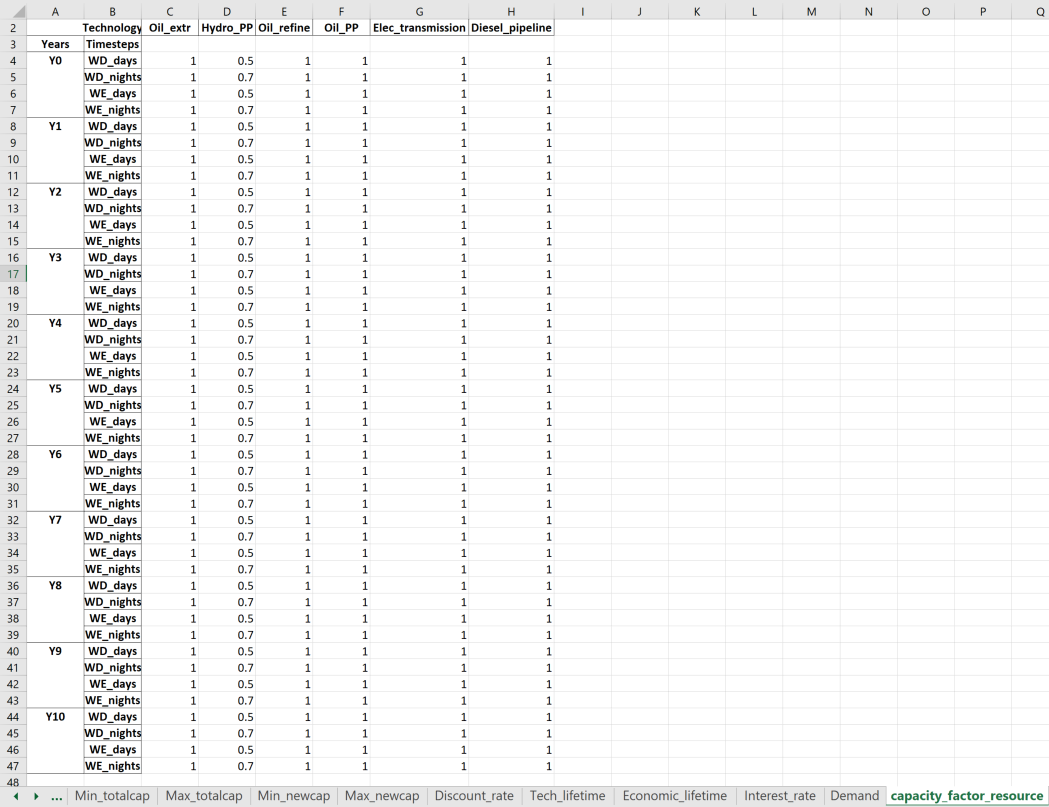 A B C D E F G H I J K L M N O P Q
2 Technology Oil_extr Hydro_PP Oil_refine Oil_PP Elec_transmission Diesel_pipeline
3 Years Timesteps
4 Y0 WD_days 1 0.5 1 1 1 1
5 WD_nights 1 0.7 1 1 1 1
6 WE_days 1 0.5 1 1 1 1
7 WE_nights 1 0.7 1 1 1 1
8 Y1 WD_days 1 0.5 1 1 1 1
9 WD_nights 1 0.7 1 1 1 1
10 WE_days 1 0.5 1 1 1 1
11 WE_nights 1 0.7 1 1 1 1
12 Y2 WD_days 1 0.5 1 1 1 1
13 WD_nights 1 0.7 1 1 1 1
14 WE_days 1 0.5 1 1 1 1
15 WE_nights 1 0.7 1 1 1 1
16 Y3 WD_days 1 0.5 1 1 1 1
17 WD_nights 1 0.7 1 1 1 1
18 WE_days 1 0.5 1 1 1 1
19 WE_nights 1 0.7 1 1 1 1
20 Y4 WD_days 1 0.5 1 1 1 1
21 WD_nights 1 0.7 1 1 1 1
22 WE_days 1 0.5 1 1 1 1
23 WE_nights 1 0.7 1 1 1 1
24 Y5 WD_days 1 0.5 1 1 1 1
25 WD_nights 1 0.7 1 1 1 1
26 WE_days 1 0.5 1 1 1 1
27 WE_nights 1 0.7 1 1 1 1
28 Y6 WD_days 1 0.5 1 1 1 1
29 WD_nights 1 0.7 1 1 1 1
30 WE_days 1 0.5 1 1 1 1
31 WE_nights 1 0.7 1 1 1 1
32 Y7 WD_days 1 0.5 1 1 1 1
33 WD_nights 1 0.7 1 1 1 1
34 WE_days 1 0.5 1 1 1 1
35 WE_nights 1 0.7 1 1 1 1
36 Y8 WD_days 1 0.5 1 1 1 1
37 WD_nights 1 0.7 1 1 1 1
38 WE_days 1 0.5 1 1 1 1
39 WE_nights 1 0.7 1 1 1 1
40 Y9 WD_days 1 0.5 1 1 1 1
41 WD_nights 1 0.7 1 1 1 1
42 WE_days 1 0.5 1 1 1 1
43 WE_nights 1 0.7 1 1 1 1
44 Y10 WD_days 1 0.5 1 1 1 1
45 WD_nights 1 0.7 1 1 1 1
46 WE_days 1 0.5 1 1 1 1
47 WE_nights 1 0.7 1 1 1 1
48
... Min_totalcap Max_totalcap Min_newcap Max_newcap Discount_rate Tech_lifetime Economic_lifetime Interest_rate Demand capacity_factor_resource